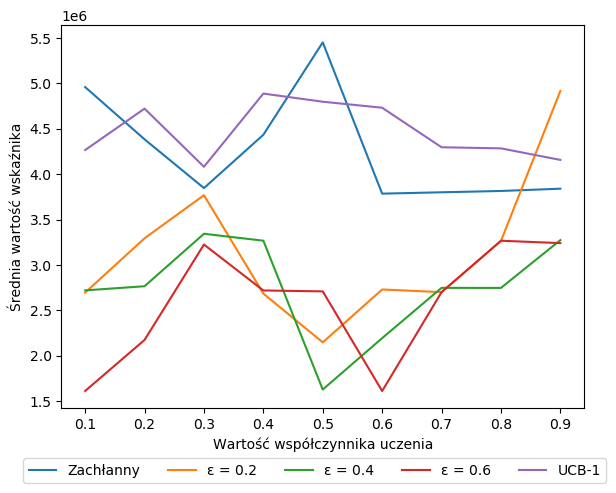 1e6
5.5
5.0
4.5
4.0
3.5
3.0
2.5
2.0
1.5
Średnia wartość wskaźnika
0.1 0.2 0.3 0.4 0.5 0.6 0.7 0.8 0.9
Wartość współczynnika uczenia
Zachłanny ε = 0.2 ε = 0.4 ε = 0.6 UCB-1